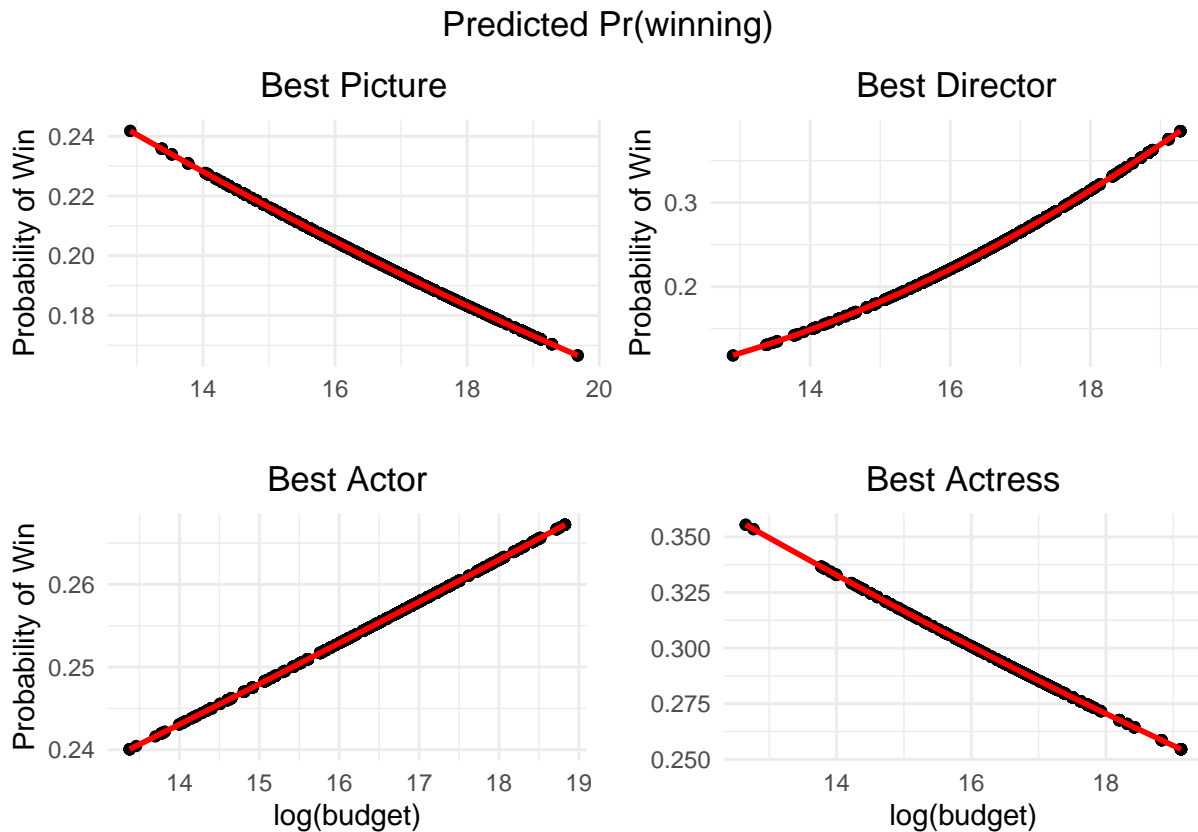 Predicted Pr(winning)
Best Picture
Probability of Win
0.24
0.22
0.20
0.18
14 16 18 20
Best Director
Probability of Win
0.3
0.2
14 16 18
Best Actor
Probability of Win
0.26
0.25
0.24
14 15 16 17 18 19
log(budget)
Best Actress
0.350
0.325
0.300
0.275
0.250
14 16 18
log(budget)